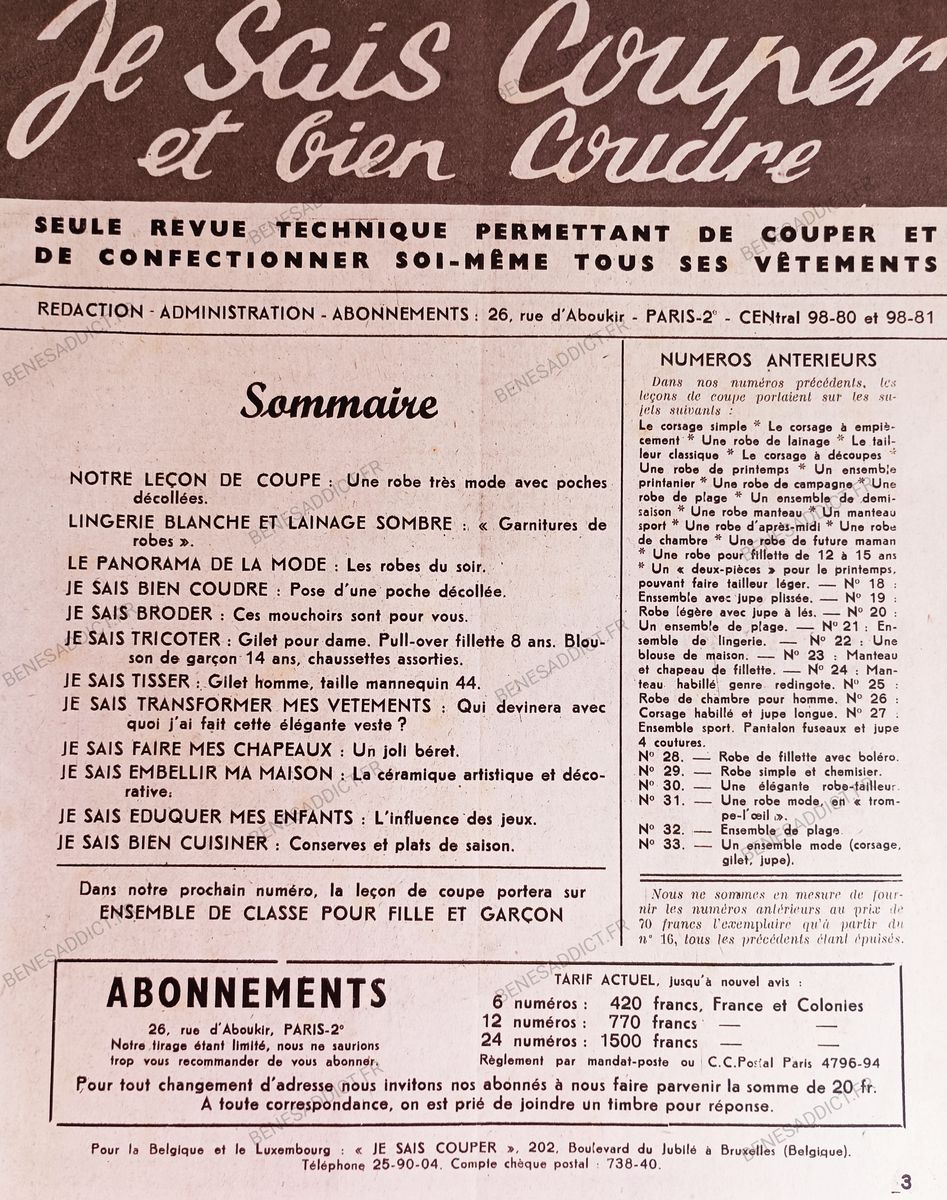 Je Sais Couper
et bien Coudre
SEULE REVUE TECHNIQUE PERMETTANT DE COUPER ET
DE CONFECTIONNER SOI-MÊME TOUS SES VÊTEMENTS
REDACTION - ADMINISTRATION - ABONNEMENTS : 26, rue d'Aboukir - PARIS-2e - CENtral 98-80 et 98-81
Sommaire
NOTRE LEÇON DE COUPE : Une robe très mode avec poches
décollées.
LINGERIE BLANCHE ET LAINAGE SOMBRE : « Garnitures de
robes ».
LE PANORAMA DE LA MODE : Les robes du soir.
JE SAIS BIEN COUDRE : Pose d'une poche décollée.
JE SAIS BRODER : Ces mouchoirs sont pour vous.
JE SAIS TRICOTER : Gilet pour dame. Pull-over fillette 8 ans. Blou-
son de garçon 14 ans, chaussettes assorties.
JE SAIS TISSER : Gilet homme, taille mannequin 44.
JE SAIS TRANSFORMER MES VETEMENTS : Qui devinera avec
quoi j'ai fait cette élégante veste ?
JE SAIS FAIRE MES CHAPEAUX : Un joli béret.
JE SAIS EMBELLIR MA MAISON : La céramique artistique et déco-
rative.
JE SAIS EDUQUER MES ENFANTS : L'influence des jeux.
JE SAIS BIEN CUISINER : Conserves et plats de saison.
Dans notre prochain numéro, la leçon de coupe portera sur
ENSEMBLE DE CLASSE POUR FILLE ET GARÇON
NUMEROS ANTERIEURS
Dans nos numéros précédents, les
leçons de coupe portaient sur les su-
jets suivants :
Le corsage simple * Le corsage à empiè-
cement * Une robe de lainage * Le tail-
leur classique * Le corsage à découpes *
Une robe de printemps * Un ensemble
printanier * Une robe de campagne * Une
robe de plage * Un ensemble de demi-
saison * Une robe manteau * Un manteau
sport * Une robe d'après-midi * Une robe
de chambre * Une robe de future maman
* Une robe pour fillette de 12 à 15 ans
* Un « deux-pièces » pour le printemps,
pouvant faire tailleur léger. — No 18 :
Enssemble avec jupe plissée. — No 19 :
Robe légère avec jupe à lés. — No 20 :
Un ensemble de plage. — No 21 : En-
semble de lingerie. — No 22 : Une
blouse de maison. — No 23 : Manteau
et chapeau de fillette. — No 24 : Man-
teau habillé genre redingote. No 25 :
Robe de chambre pour homme. No 26 :
Corsage habillé et jupe longue. No 27 :
Ensemble sport. Pantalon fuseaux et jupe
4 coutures.
No 28. — Robe de fillette avec boléro.
No 29. — Robe simple et chemisier.
No 30. — Une élégante robe-tailleur.
No 31. — Une robe mode, en « trom-
pe-l'œil ».
No 32. — Ensemble de plage.
No 33. — Un ensemble mode (corsage,
gilet, jupe).
Nous ne sommes en mesure de four-
nir les numéros antérieurs au prix de
70 francs l'exemplaire qu'à partir du
n° 16, tous les précédents étant épuisés.
ABONNEMENTS
26, rue d'Aboukir, PARIS-2e
Notre tirage étant limité, nous ne saurions
trop vous recommander de vous abonner.
TARIF ACTUEL, jusqu'à nouvel avis :
6 numéros : 420 francs, France et Colonies
12 numéros : 770 francs — —
24 numéros : 1500 francs — —
Règlement par mandat-poste ou C.C.Postal Paris 4796-94
Pour tout changement d'adresse nous invitons nos abonnés à nous faire parvenir la somme de 20 fr.
A toute correspondance, on est prié de joindre un timbre pour réponse.
Pour la Belgique et le Luxembourg : « JE SAIS COUPER », 202, Boulevard du Jubilé à Bruxelles (Belgique).
Téléphone 25-90-04. Compte chèque postal : 738-40.
3
BENESADDICT.FR